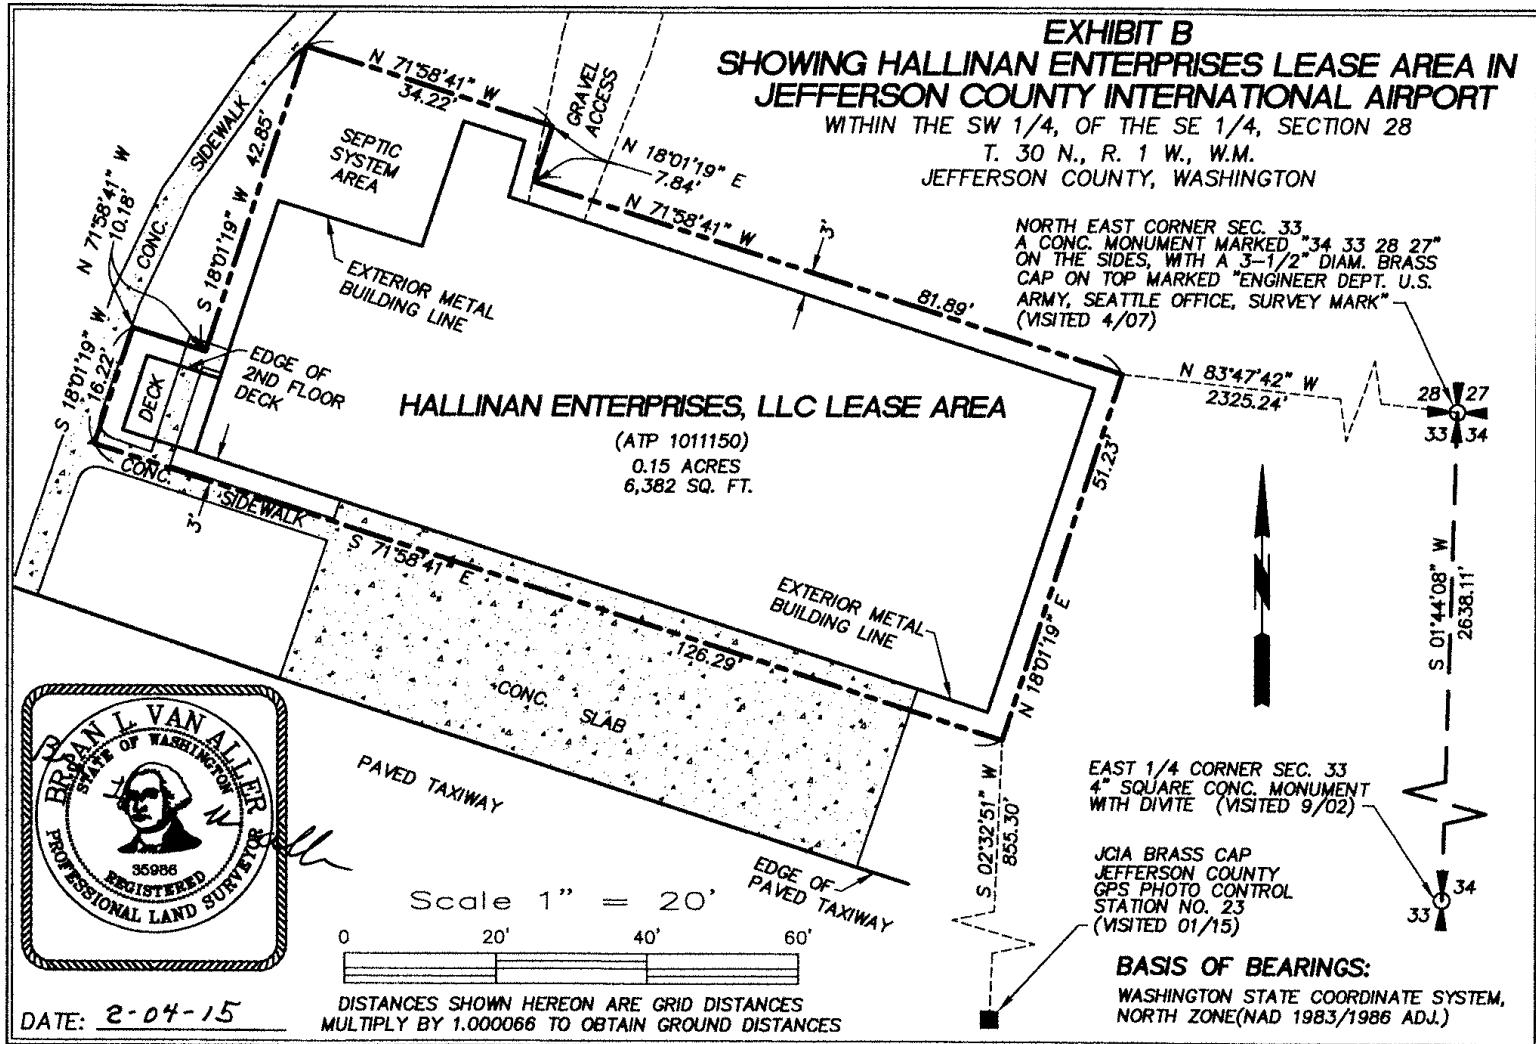 EXHIBIT B
SHOWING HALLINAN ENTERPRISES LEASE AREA IN
JEFFERSON COUNTY INTERNATIONAL AIRPORT
WITHIN THE SW 1/4, OF THE SE 1/4, SECTION 28
T. 30 N., R. 1 W., W.M.
JEFFERSON COUNTY, WASHINGTON
N 71°58'41" W
34.22'
GRAVEL
ACCESS
SIDEWALK
CONC.
S 18°01'19" W 42.85'
SEPTIC
SYSTEM
AREA
N 18°01'19" E
7.84'
N 71°58'41" W
81.89'
3'
N 71°58'41" W
10.18'
S 18°01'19" W
16.22'
EXTERIOR METAL
BUILDING LINE
EDGE OF
2ND FLOOR
DECK
DECK
HALLINAN ENTERPRISES, LLC LEASE AREA
(ATP 1011150)
0.15 ACRES
6,382 SQ. FT.
NORTH EAST CORNER SEC. 33
A CONC. MONUMENT MARKED "34 33 28 27"
ON THE SIDES, WITH A 3-1/2" DIAM. BRASS
CAP ON TOP MARKED "ENGINEER DEPT. U.S.
ARMY, SEATTLE OFFICE, SURVEY MARK"
(VISITED 4/07)
N 83°47'42" W
2325.24'
28 27
33 34
51.23'
N 18°01'19" E
CONC.
SIDEWALK
3'
S 71°58'41" E
126.29'
EXTERIOR METAL
BUILDING LINE
CONC.
SLAB
PAVED TAXIWAY
EDGE OF
PAVED TAXIWAY
S 02°32'51" W
855.30'
N
S 01°44'08" W
2638.11'
EAST 1/4 CORNER SEC. 33
4" SQUARE CONC. MONUMENT
WITH DIVITE (VISITED 9/02)
34
33
JCIA BRASS CAP
JEFFERSON COUNTY
GPS PHOTO CONTROL
STATION NO. 23
(VISITED 01/15)
BASIS OF BEARINGS:
WASHINGTON STATE COORDINATE SYSTEM,
NORTH ZONE(NAD 1983/1986 ADJ.)
BRIAN L. VAN ALLER
STATE OF WASHINGTON
35986
REGISTERED
PROFESSIONAL LAND SURVEYOR
DATE: 2-04-15
Scale 1" = 20'
0 20' 40' 60'
DISTANCES SHOWN HEREON ARE GRID DISTANCES
MULTIPLY BY 1.000066 TO OBTAIN GROUND DISTANCES